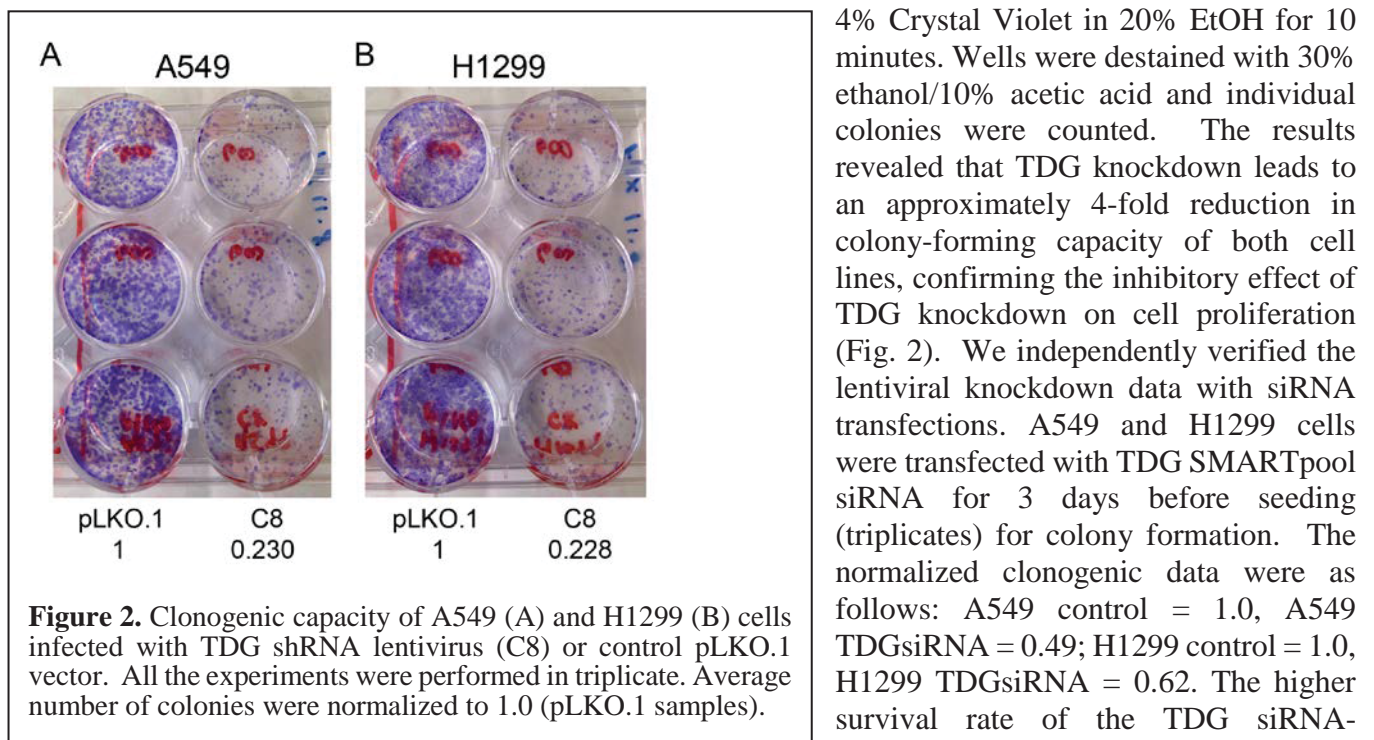 A
A549
B
H1299
pLKO.1
C8
pLKO.1
C8
1
0.230
1
0.228
Figure 2. Clonogenic capacity of A549 (A) and H1299 (B) cells
infected with TDG shRNA lentivirus (C8) or control pLKO.1
vector. All the experiments were performed in triplicate. Average
number of colonies were normalized to 1.0 (pLKO.1 samples).
4% Crystal Violet in 20% EtOH for 10
minutes. Wells were destained with 30%
ethanol/10% acetic acid and individual
colonies were counted. The results
revealed that TDG knockdown leads to
an approximately 4-fold reduction in
colony-forming capacity of both cell
lines, confirming the inhibitory effect of
TDG knockdown on cell proliferation
(Fig. 2). We independently verified the
lentiviral knockdown data with siRNA
transfections. A549 and H1299 cells
were transfected with TDG SMARTpool
siRNA for 3 days before seeding
(triplicates) for colony formation. The
normalized clonogenic data were as
follows: A549 control = 1.0, A549
TDGsiRNA = 0.49; H1299 control = 1.0,
H1299 TDGsiRNA = 0.62. The higher
survival rate of the TDG siRNA-